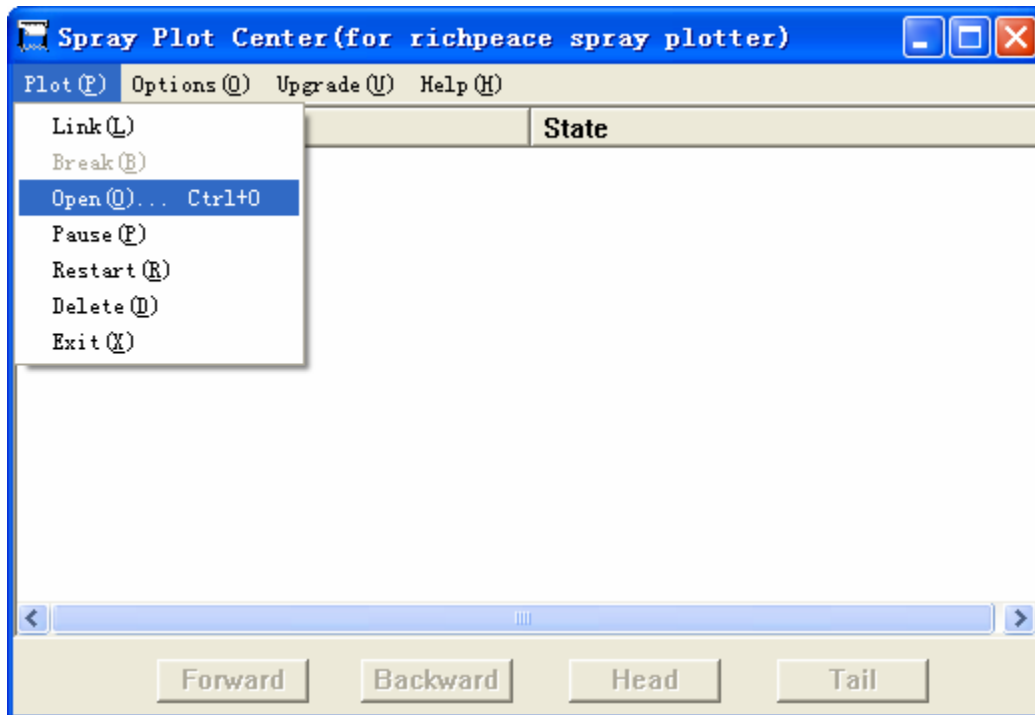 Spray Plot Center(for richpeace spray plotter)
Plot(P) Options(O) Upgrade(U) Help(H)
State
Link(L)
Break(B)
Open(O)... Ctrl+O
Pause(P)
Restart(R)
Delete(D)
Exit(X)
Forward Backward Head Tail